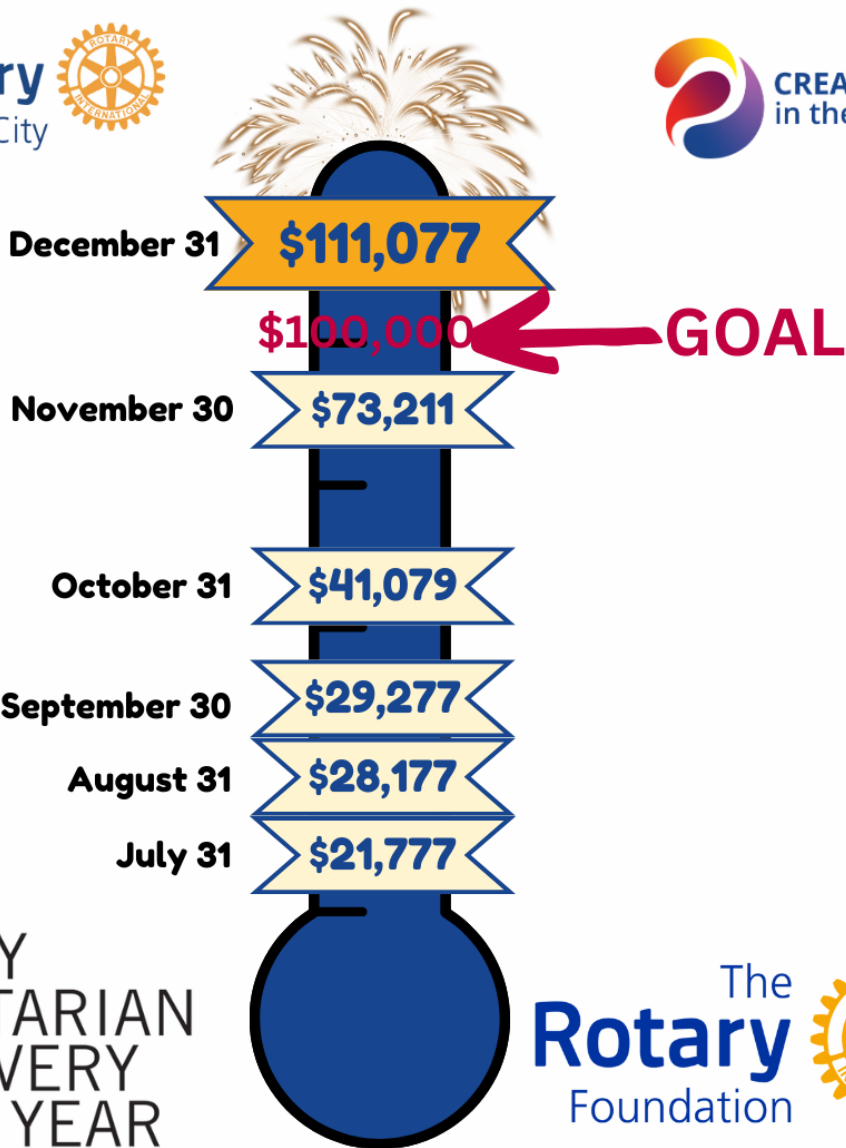 ry
City
ROTARY
INTERNATIONAL
CREA
in the
December 31
$111,077
$100,000
GOAL
November 30
$73,211
October 31
$41,079
September 30
$29,277
August 31
$28,177
July 31
$21,777
Y
TARIAN
VERY
YEAR
The
Rotary
Foundation